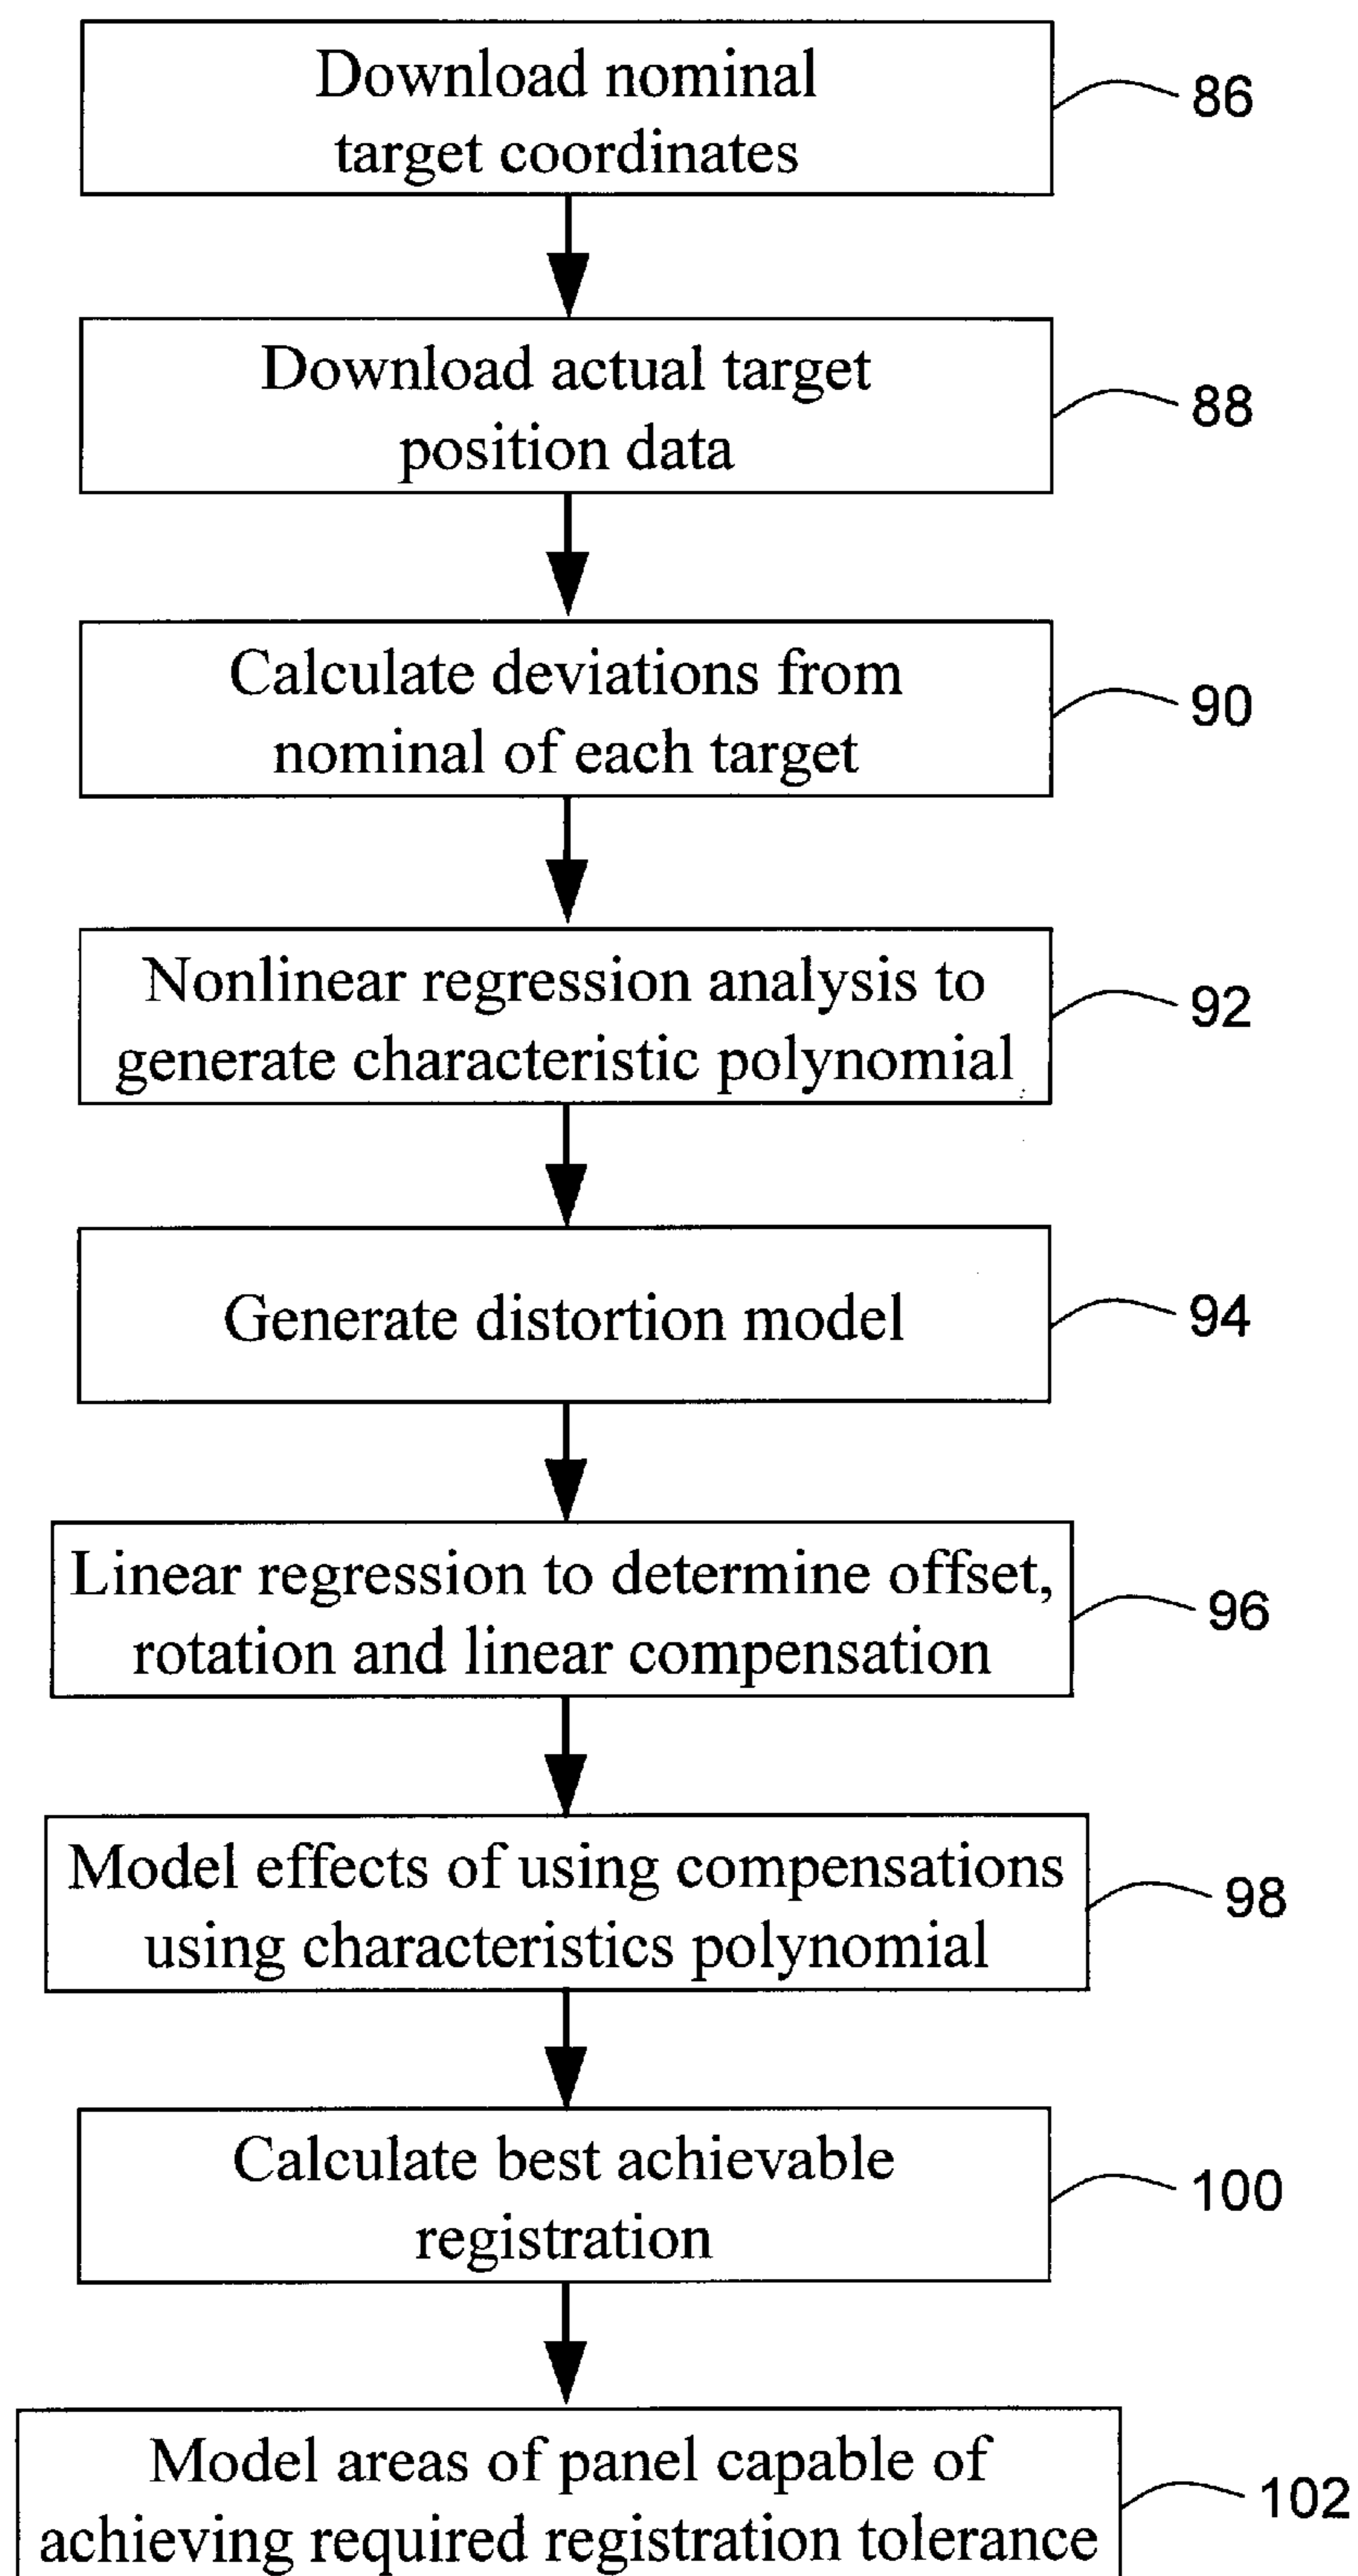 Download nominal
target coordinates
86
Download actual target
position data
88
Calculate deviations from
nominal of each target
90
Nonlinear regression analysis to
generate characteristic polynomial
92
Generate distortion model
94
Linear regression to determine offset,
rotation and linear compensation
96
Model effects of using compensations
using characteristics polynomial
98
Calculate best achievable
registration
100
Model areas of panel capable of
achieving required registration tolerance
102